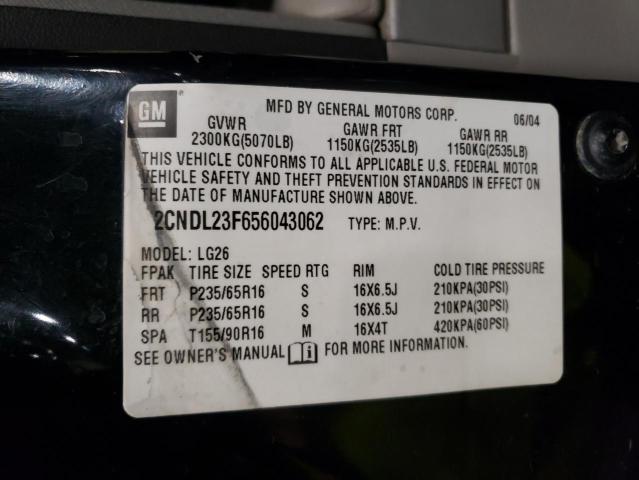 GM MFD BY GENERAL MOTORS CORP. 06/04
GVWR GAWR FRT GAWR RR
2300KG(5070LB) 1150KG(2535LB) 1150KG(2535LB)
THIS VEHICLE CONFORMS TO ALL APPLICABLE U.S. FEDERAL MOTOR
VEHICLE SAFETY AND THEFT PREVENTION STANDARDS IN EFFECT ON
THE DATE OF MANUFACTURE SHOWN ABOVE.
2CNDL23F656043062 TYPE: M.P.V.
MODEL: LG26
FPAK TIRE SIZE SPEED RTG RIM COLD TIRE PRESSURE
FRT P235/65R16 S 16X6.5J 210KPA(30PSI)
RR P235/65R16 S 16X6.5J 210KPA(30PSI)
SPA T155/90R16 M 16X4T 420KPA(60PSI)
SEE OWNER'S MANUAL i FOR MORE INFORMATION.